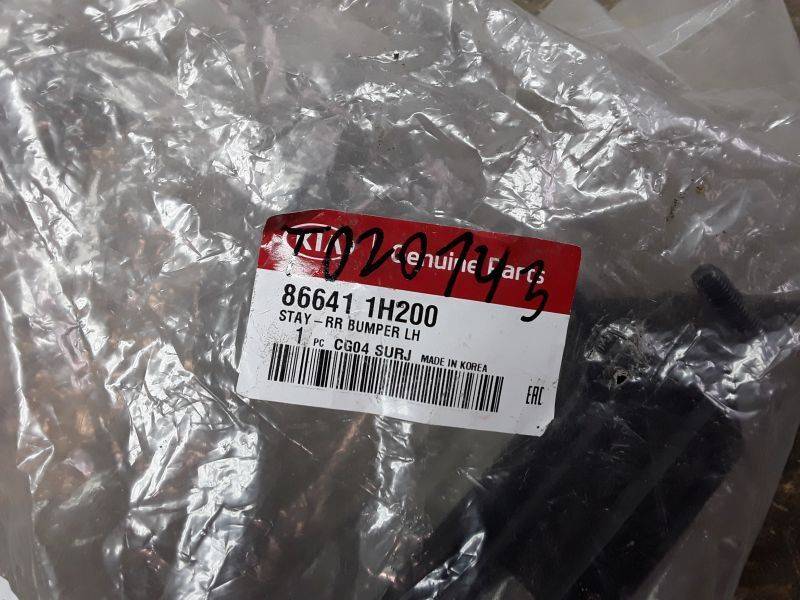 KIA Genuine Parts
T020143
86641 1H200
STAY-RR BUMPER LH
1 PC CG04 SURJ MADE IN KOREA
EAC